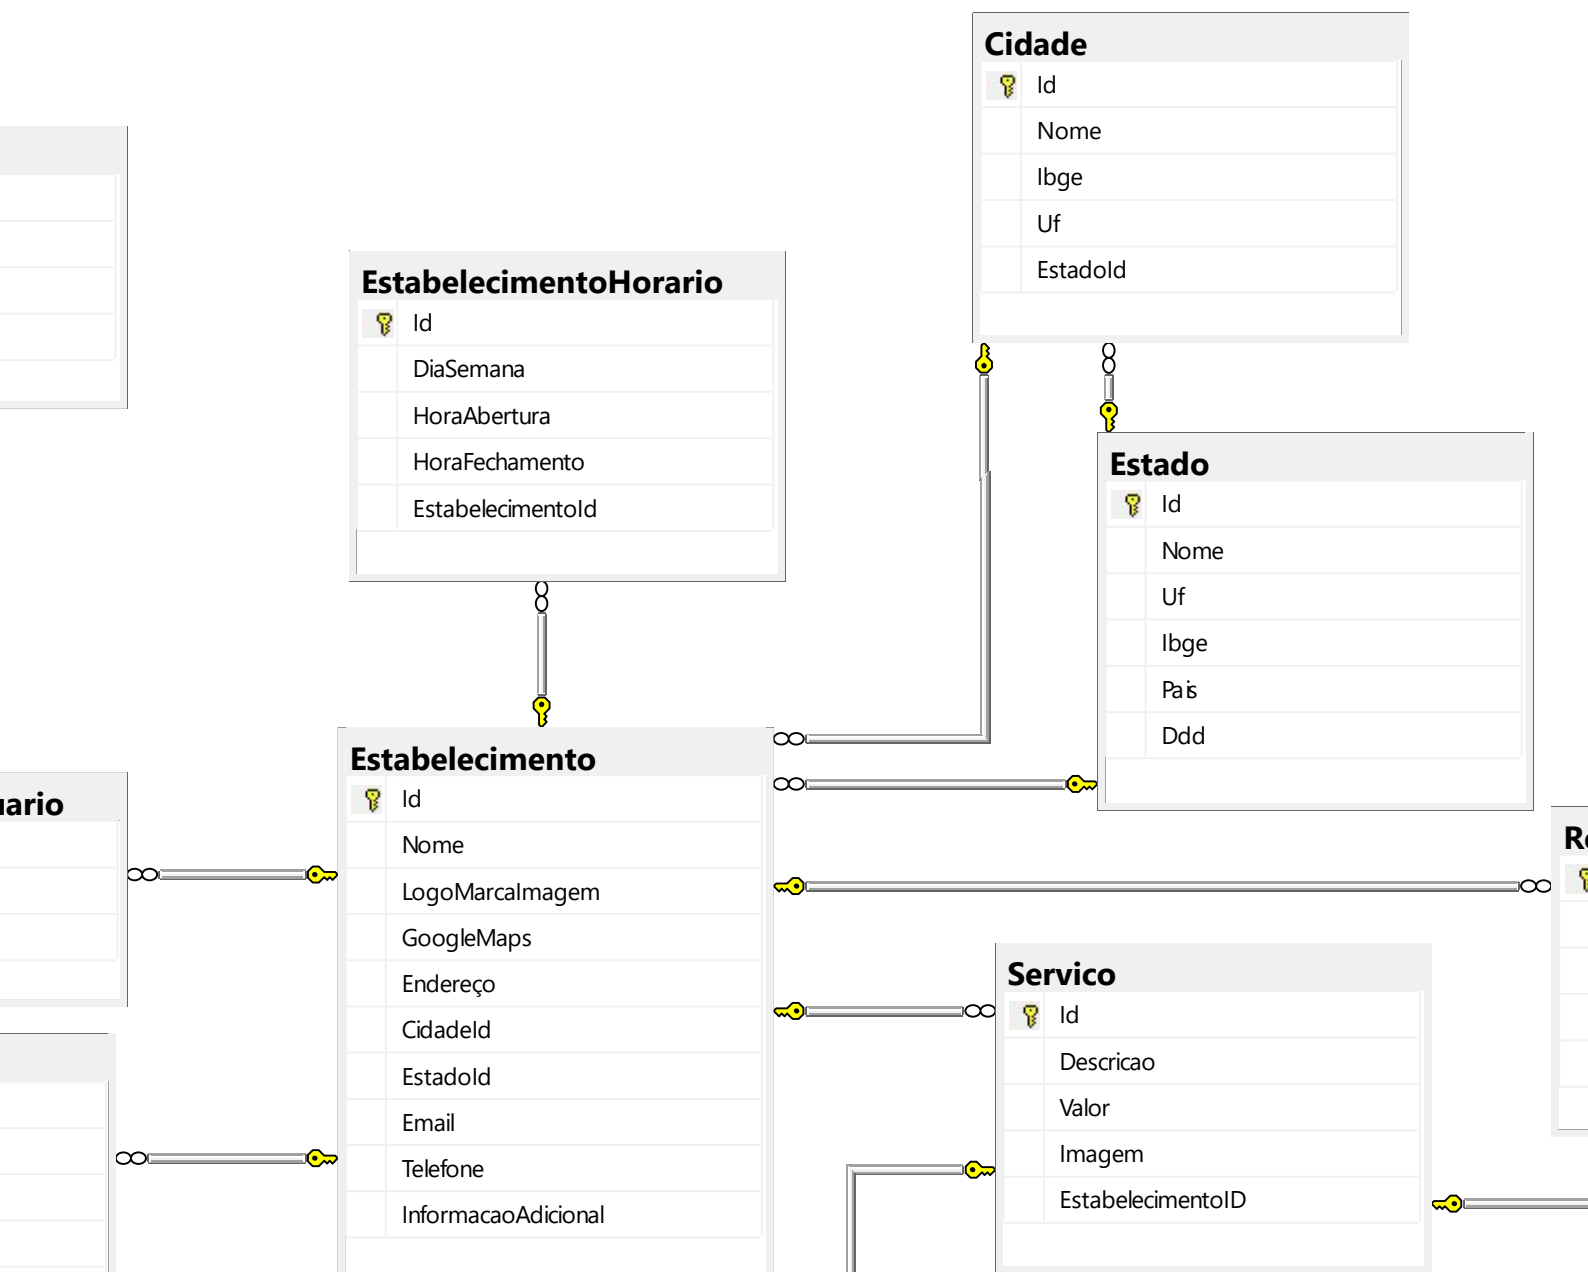 Cidade
Id
Nome
Ibge
Uf
EstadoId
EstabelecimentoHorario
Id
DiaSemana
HoraAbertura
HoraFechamento
EstabelecimentoId
Estado
Id
Nome
Uf
Ibge
Pais
Ddd
Estabelecimento
Id
Nome
LogoMarcaImagem
GoogleMaps
Endereço
CidadeId
EstadoId
Email
Telefone
InformacaoAdicional
Servico
Id
Descricao
Valor
Imagem
EstabelecimentoID